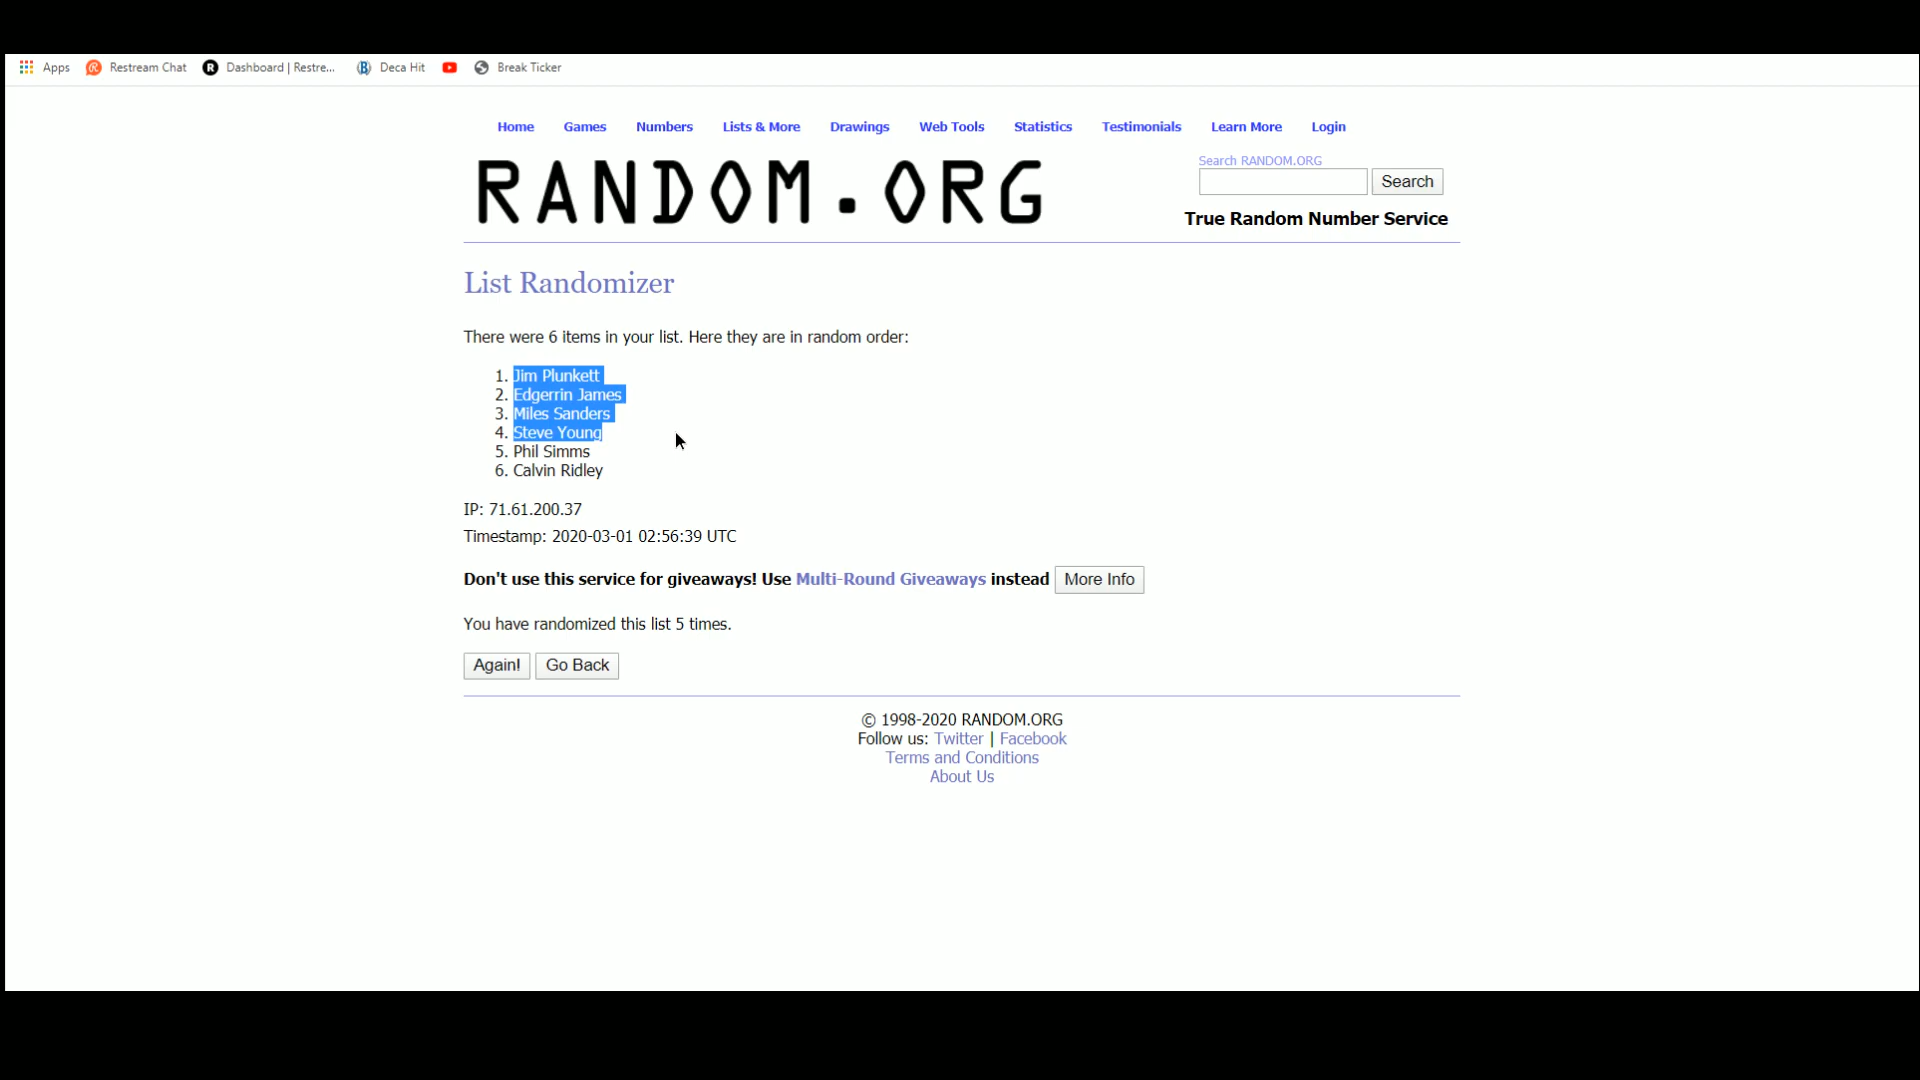 Apps Restream Chat Dashboard | Restre... Deca Hit Break Ticker
Home Games Numbers Lists & More Drawings Web Tools Statistics Testimonials Learn More Login
RANDOM.ORG
Search RANDOM.ORG
Search
True Random Number Service
List Randomizer
There were 6 items in your list. Here they are in random order:
1. Jim Plunkett
2. Edgerrin James
3. Miles Sanders
4. Steve Young
5. Phil Simms
6. Calvin Ridley
IP: 71.61.200.37
Timestamp: 2020-03-01 02:56:39 UTC
Don't use this service for giveaways! Use Multi-Round Giveaways instead More Info
You have randomized this list 5 times.
Again! Go Back
© 1998-2020 RANDOM.ORG
Follow us: Twitter | Facebook
Terms and Conditions
About Us